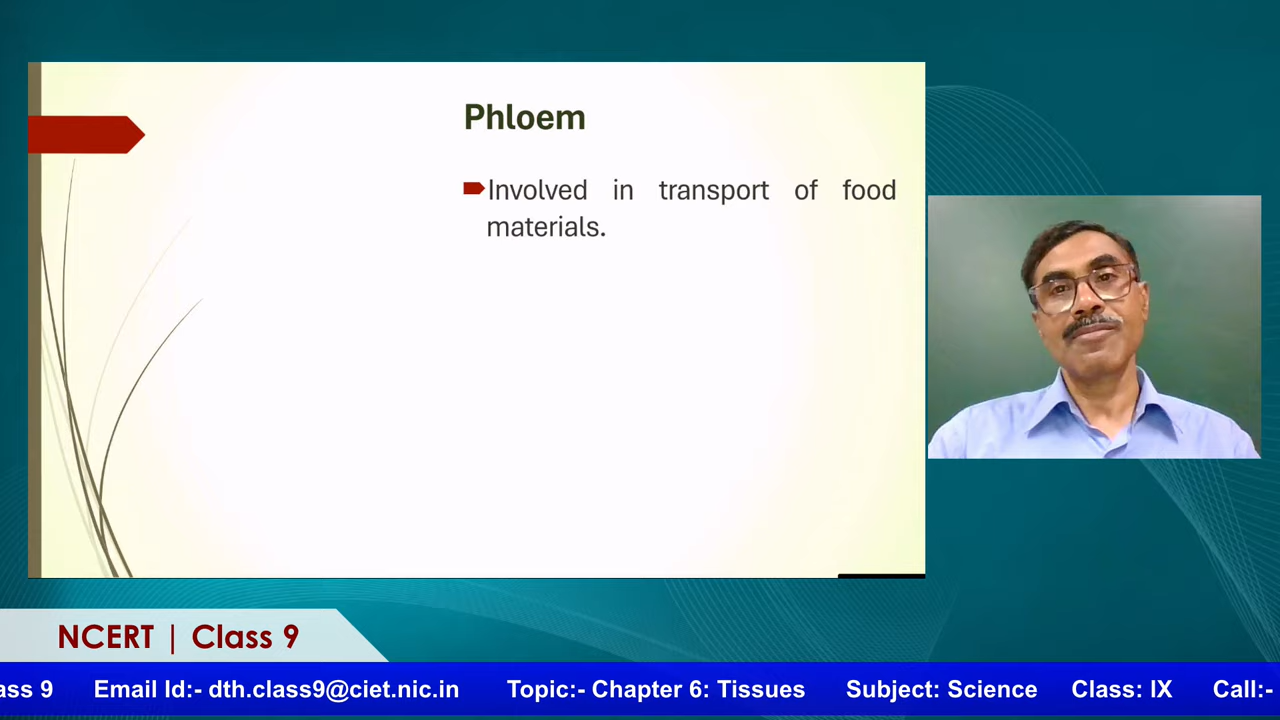 Phloem
Involved in transport of food
materials.
NCERT | Class 9
ass 9 Email Id:- dth.class9@ciet.nic.in Topic:- Chapter 6: Tissues Subject: Science Class: IX Call:-